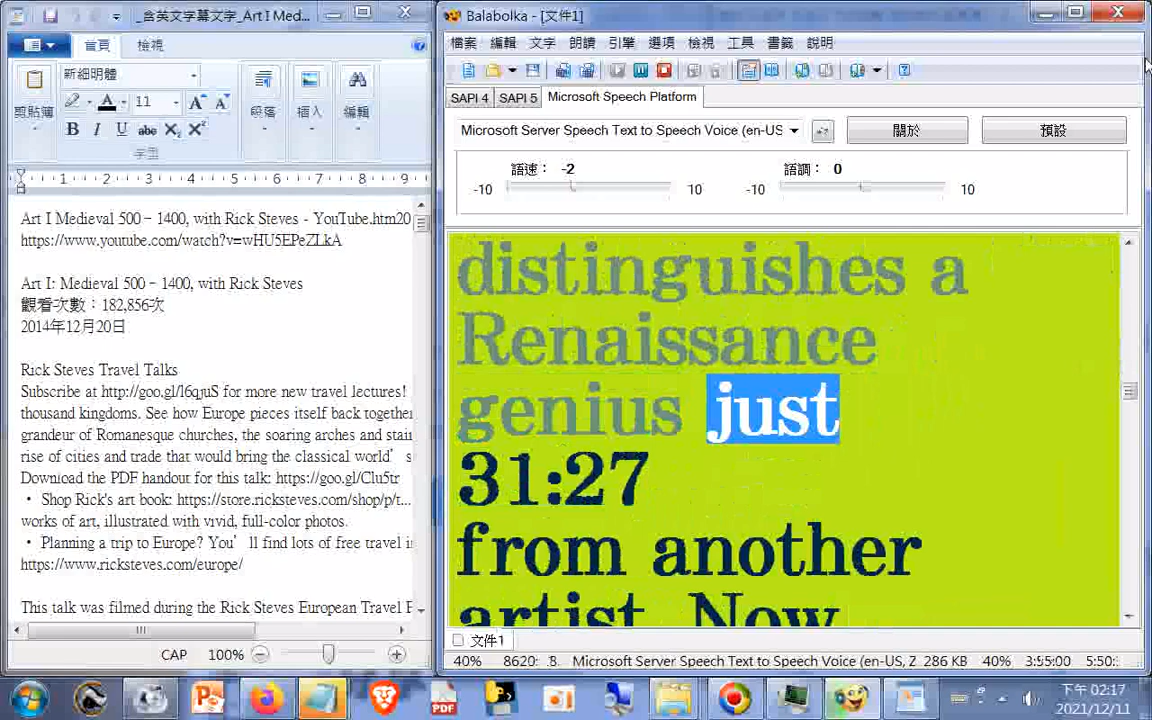 _含英文字幕文字_Art I Med...
首頁
檢視
新細明體
11
剪貼簿
段落
插入
編輯
B I U abc X₂ X²
字型
1 2 3 4 5 6 7 8 9
Art I Medieval 500–1400, with Rick Steves - YouTube.htm20
https://www.youtube.com/watch?v=wHU5EPeZLkA
Art I: Medieval 500–1400, with Rick Steves
觀看次數：182,856次
2014年12月20日
Rick Steves Travel Talks
Subscribe at http://goo.gl/l6qjuS for more new travel lectures!
thousand kingdoms. See how Europe pieces itself back together
grandeur of Romanesque churches, the soaring arches and stai
rise of cities and trade that would bring the classical world’s
Download the PDF handout for this talk: https://goo.gl/Clu5tr
• Shop Rick's art book: https://store.ricksteves.com/shop/p/t...
works of art, illustrated with vivid, full-color photos.
• Planning a trip to Europe? You’ll find lots of free travel i
https://www.ricksteves.com/europe/
This talk was filmed during the Rick Steves European Travel F
CAP 100%
Balabolka - [文件1]
檔案 編輯 文字 朗讀 引擎 選項 檢視 工具 書籤 說明
SAPI 4 SAPI 5 Microsoft Speech Platform
Microsoft Server Speech Text to Speech Voice (en-US
關於
預設
語速： -2
語調： 0
-10 10 -10 10
distinguishes a
Renaissance
genius just
31:27
from another
artist. Now
文件1
40% 8620: Microsoft Server Speech Text to Speech Voice (en-US, Z 286 KB 40% 3:55:00 5:50:
PDF
下午 02:17
2021/12/11